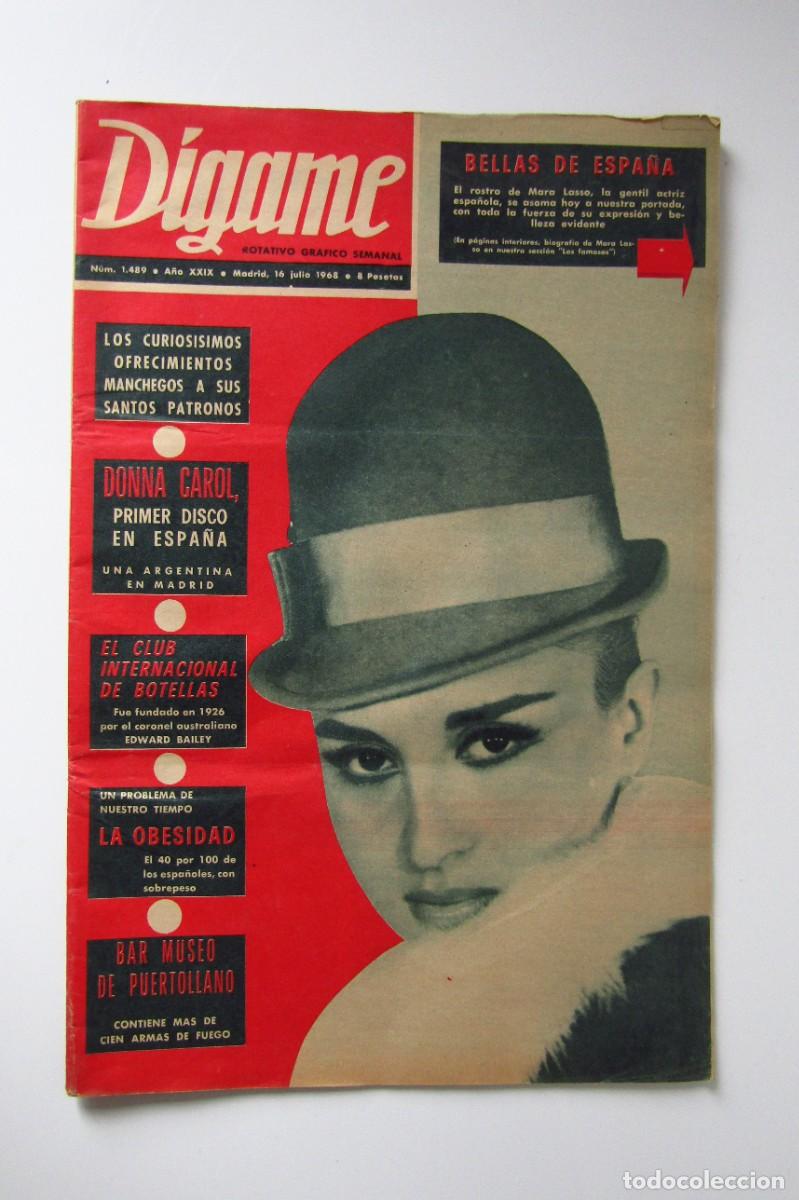 Dígame
ROTATIVO GRAFICO SEMANAL
Núm. 1.489 • Año XXIX • Madrid, 16 julio 1968 • 8 Pesetas
BELLAS DE ESPAÑA
El rostro de Mara Lasso, la gentil actriz
española, se asoma hoy a nuestra portada,
con toda la fuerza de su expresión y be-
lleza evidente
(En páginas interiores, biografía de Mara Las-
so en nuestra sección "Los famosos")
LOS CURIOSISIMOS
OFRECIMIENTOS
MANCHEGOS A SUS
SANTOS PATRONOS
DONNA CAROL,
PRIMER DISCO
EN ESPAÑA
UNA ARGENTINA
EN MADRID
EL CLUB
INTERNACIONAL
DE BOTELLAS
Fue fundado en 1926
por el coronel australiano
EDWARD BAILEY
UN PROBLEMA DE
NUESTRO TIEMPO
LA OBESIDAD
El 40 por 100 de
los españoles, con
sobrepeso
BAR MUSEO
DE PUERTOLLANO
CONTIENE MAS DE
CIEN ARMAS DE FUEGO
todocoleccion